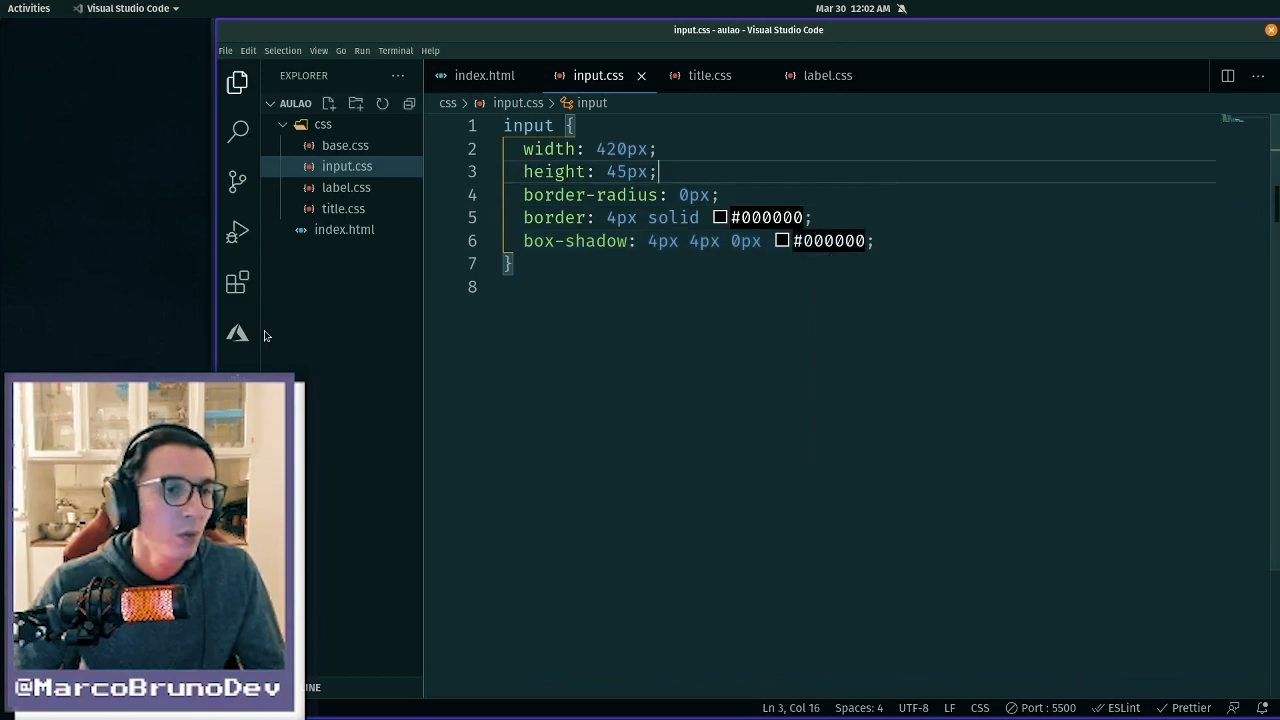 Activities
Visual Studio Code
Mar 30 12:02 AM
input.css - aulao - Visual Studio Code
File Edit Selection View Go Run Terminal Help
EXPLORER
index.html
input.css
title.css
label.css
AULAO
css > input.css > input
css
base.css
input.css
label.css
title.css
index.html
1 input {
2 width: 420px;
3 height: 45px;
4 border-radius: 0px;
5 border: 4px solid #000000;
6 box-shadow: 4px 4px 0px #000000;
7 }
8
@MarcoBrunoDev
Ln 3, Col 16 Spaces: 4 UTF-8 LF CSS Port : 5500 ESLint Prettier